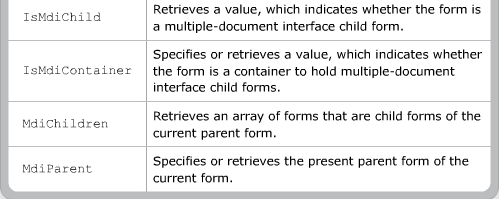 IsMdiChild
Retrieves a value, which indicates whether the form is
a multiple-document interface child form.
IsMdiContainer
Specifies or retrieves a value, which indicates whether
the form is a container to hold multiple-document
interface child forms.
MdiChildren
Retrieves an array of forms that are child forms of the
current parent form.
MdiParent
Specifies or retrieves the present parent form of the
current form.